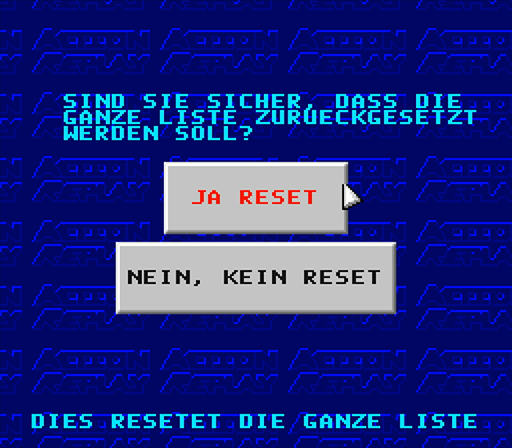 SIND SIE SICHER, DASS DIE
GANZE LISTE ZURUECKGESETZT
WERDEN SOLL?
JA RESET
NEIN, KEIN RESET
DIES RESETET DIE GANZE LISTE